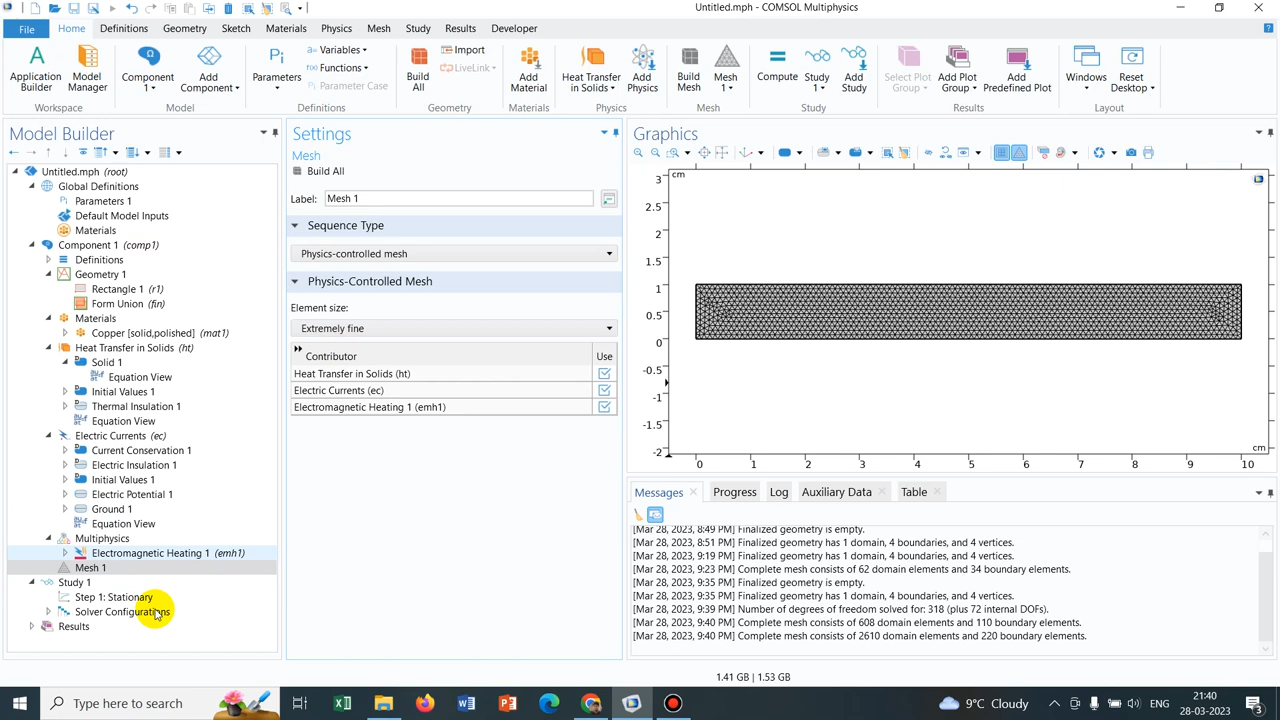 Untitled.mph - COMSOL Multiphysics
File
Home
Definitions
Geometry
Sketch
Materials
Physics
Mesh
Study
Results
Developer
Application Builder
Model Manager
Component 1
Add Component
Parameters
a= Variables
f(x) Functions
Pi Parameter Case
Build All
Import
LiveLink
Add Material
Heat Transfer in Solids
Add Physics
Build Mesh
Mesh 1
Compute
Study 1
Add Study
Select Plot Group
Add Plot Group
Add Predefined Plot
Windows
Reset Desktop
Workspace
Model
Definitions
Geometry
Materials
Physics
Mesh
Study
Results
Layout
Model Builder
Untitled.mph (root)
Global Definitions
Pi Parameters 1
Default Model Inputs
Materials
Component 1 (comp1)
Definitions
Geometry 1
Rectangle 1 (r1)
Form Union (fin)
Materials
Copper [solid,polished] (mat1)
Heat Transfer in Solids (ht)
Solid 1
Equation View
Initial Values 1
Thermal Insulation 1
Equation View
Electric Currents (ec)
Current Conservation 1
Electric Insulation 1
Initial Values 1
Electric Potential 1
Ground 1
Equation View
Multiphysics
Electromagnetic Heating 1 (emh1)
Mesh 1
Study 1
Step 1: Stationary
Solver Configurations
Results
Settings
Mesh
Build All
Label: Mesh 1
Sequence Type
Physics-controlled mesh
Physics-Controlled Mesh
Element size:
Extremely fine
Contributor Use
Heat Transfer in Solids (ht)
Electric Currents (ec)
Electromagnetic Heating 1 (emh1)
Graphics
cm
3
2.5
2
1.5
1
0.5
0
-0.5
-1
-1.5
-2
0 1 2 3 4 5 6 7 8 9 10
cm
Messages
Progress
Log
Auxiliary Data
Table
[Mar 28, 2023, 8:49 PM] Finalized geometry is empty.
[Mar 28, 2023, 8:51 PM] Finalized geometry has 1 domain, 4 boundaries, and 4 vertices.
[Mar 28, 2023, 9:19 PM] Finalized geometry has 1 domain, 4 boundaries, and 4 vertices.
[Mar 28, 2023, 9:23 PM] Complete mesh consists of 62 domain elements and 34 boundary elements.
[Mar 28, 2023, 9:35 PM] Finalized geometry is empty.
[Mar 28, 2023, 9:35 PM] Finalized geometry has 1 domain, 4 boundaries, and 4 vertices.
[Mar 28, 2023, 9:39 PM] Number of degrees of freedom solved for: 318 (plus 72 internal DOFs).
[Mar 28, 2023, 9:40 PM] Complete mesh consists of 608 domain elements and 110 boundary elements.
[Mar 28, 2023, 9:40 PM] Complete mesh consists of 2610 domain elements and 220 boundary elements.
1.41 GB | 1.53 GB
Type here to search
9°C Cloudy
ENG
21:40
28-03-2023
3